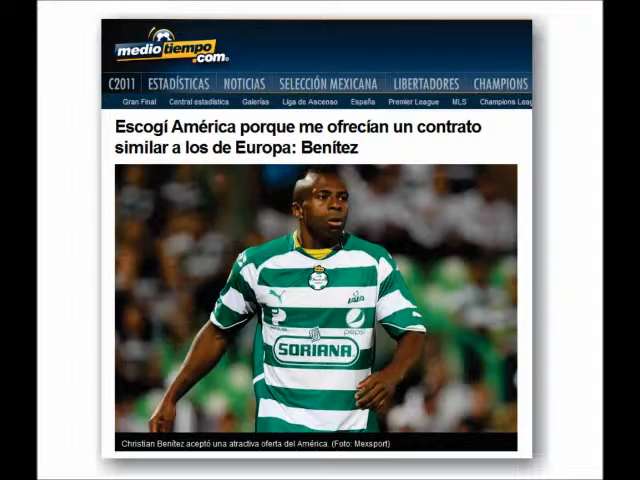 mediotiempo
.com
C2011 ESTADÍSTICAS NOTICIAS SELECCIÓN MEXICANA LIBERTADORES CHAMPIONS
Gran Final Central estadística Galerías Liga de Ascenso España Premier League MLS Champions Leag
Escogí América porque me ofrecían un contrato
similar a los de Europa: Benítez
LALA
pepsi
SORIANA
Christian Benítez aceptó una atractiva oferta del América. (Foto: Mexsport)